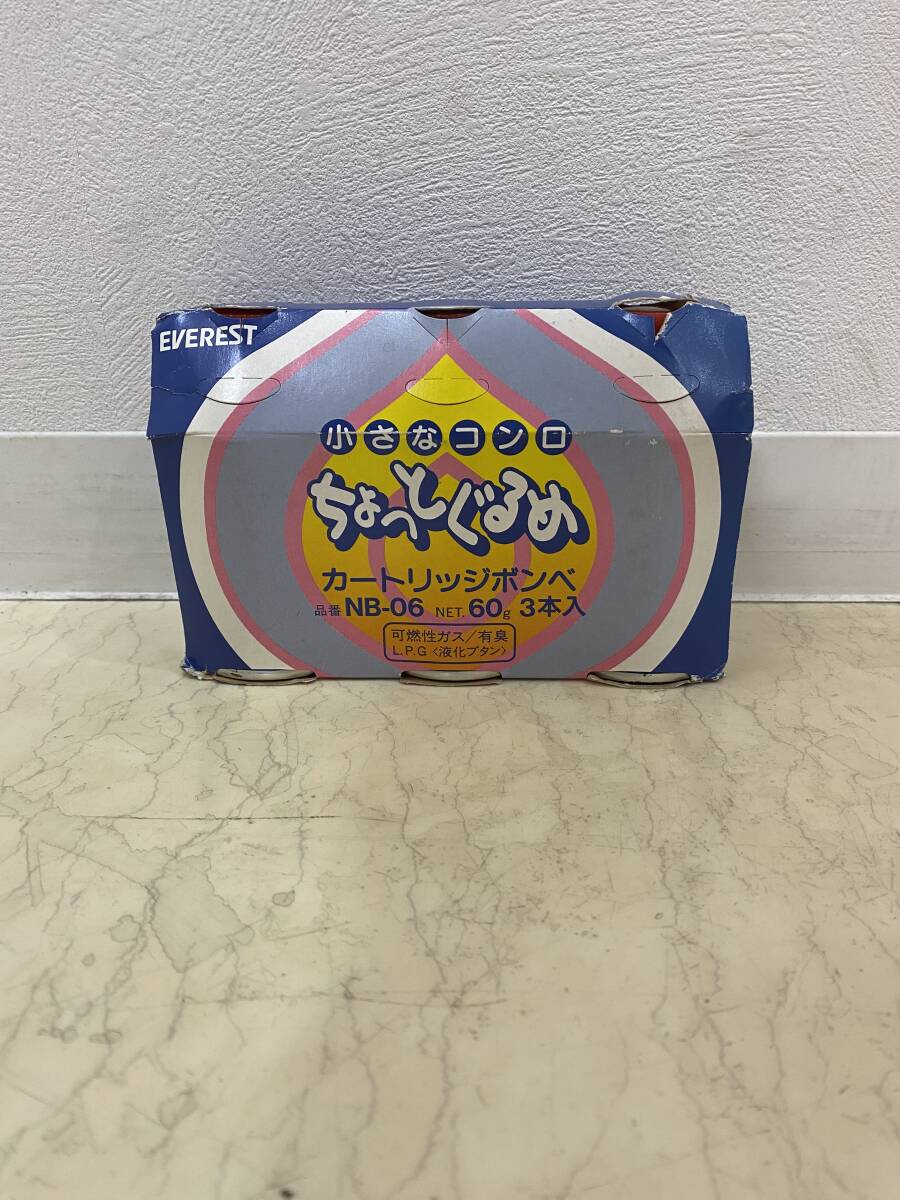 EVEREST
小さなコンロ
ちょっとぐるめ
カートリッジボンベ
品番 NB-06 NET. 60g 3本入
可燃性ガス/有臭
L.P.G〈液化ブタン〉